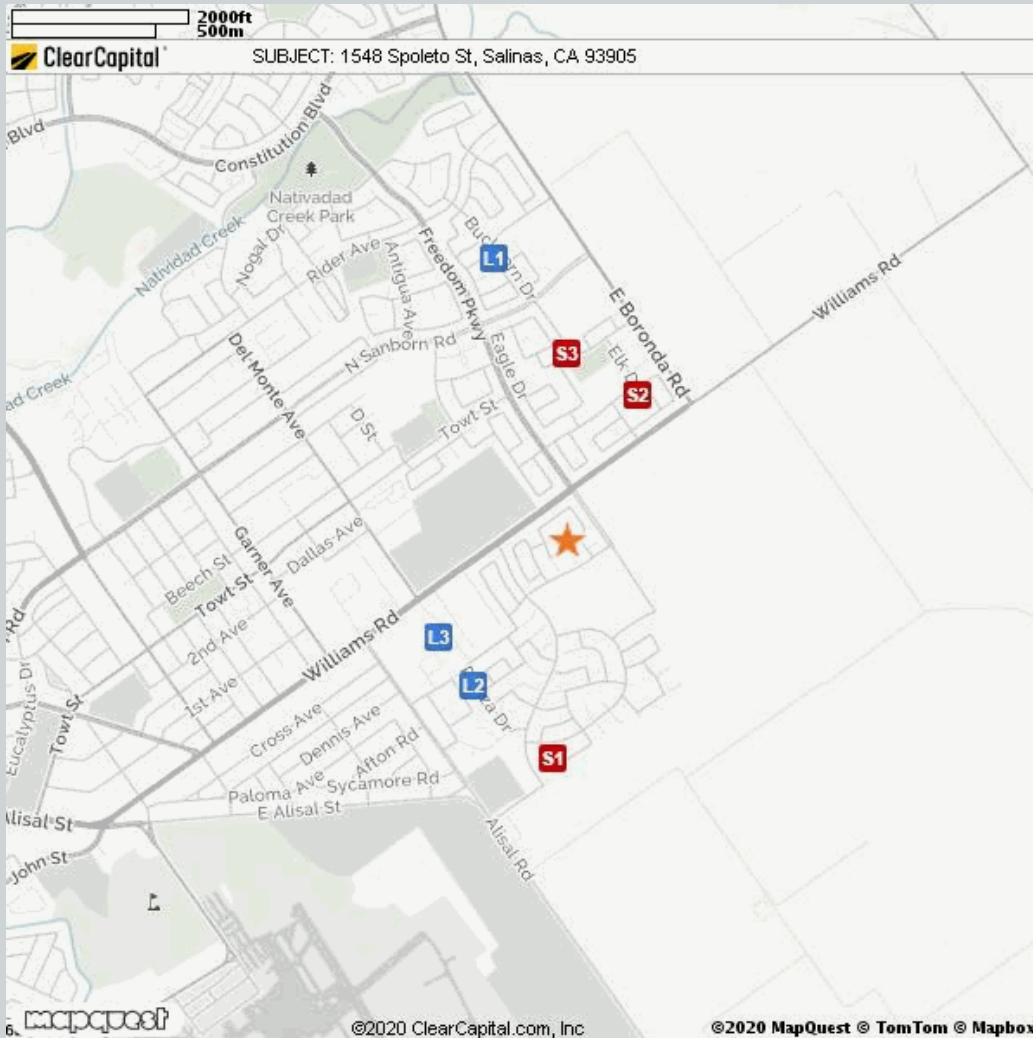 2000ft
500m
ClearCapital
SUBJECT: 1548 Spoleto St, Salinas, CA 93905
Blvd
Constitution Blvd
Nativadad
Creek Park
Natividad Creek
Nogal Dr
Rider Ave
Antigua Ave
Freedom Pkwy
L1
Dr
E Boronda Rd
Williams Rd
N Sanborn Rd
Eagle Dr
S3
Elk
S2
ad Creek
Del Monte Ave
D St
Towt St
Garner Ave
Dallas Ave
Beech St
Towt St
2nd Ave
Williams Rd
Rd
1st Ave
L3
L2
Dr
S1
Eucalyptus Dr
Towt St
Cross Ave
Dennis Ave
Afton Rd
Paloma Ave
Sycamore Rd
E Alisal St
Alisal Rd
Alisal St
John St
mapquest
©2020 ClearCapital.com, Inc
©2020 MapQuest © TomTom © Mapbox